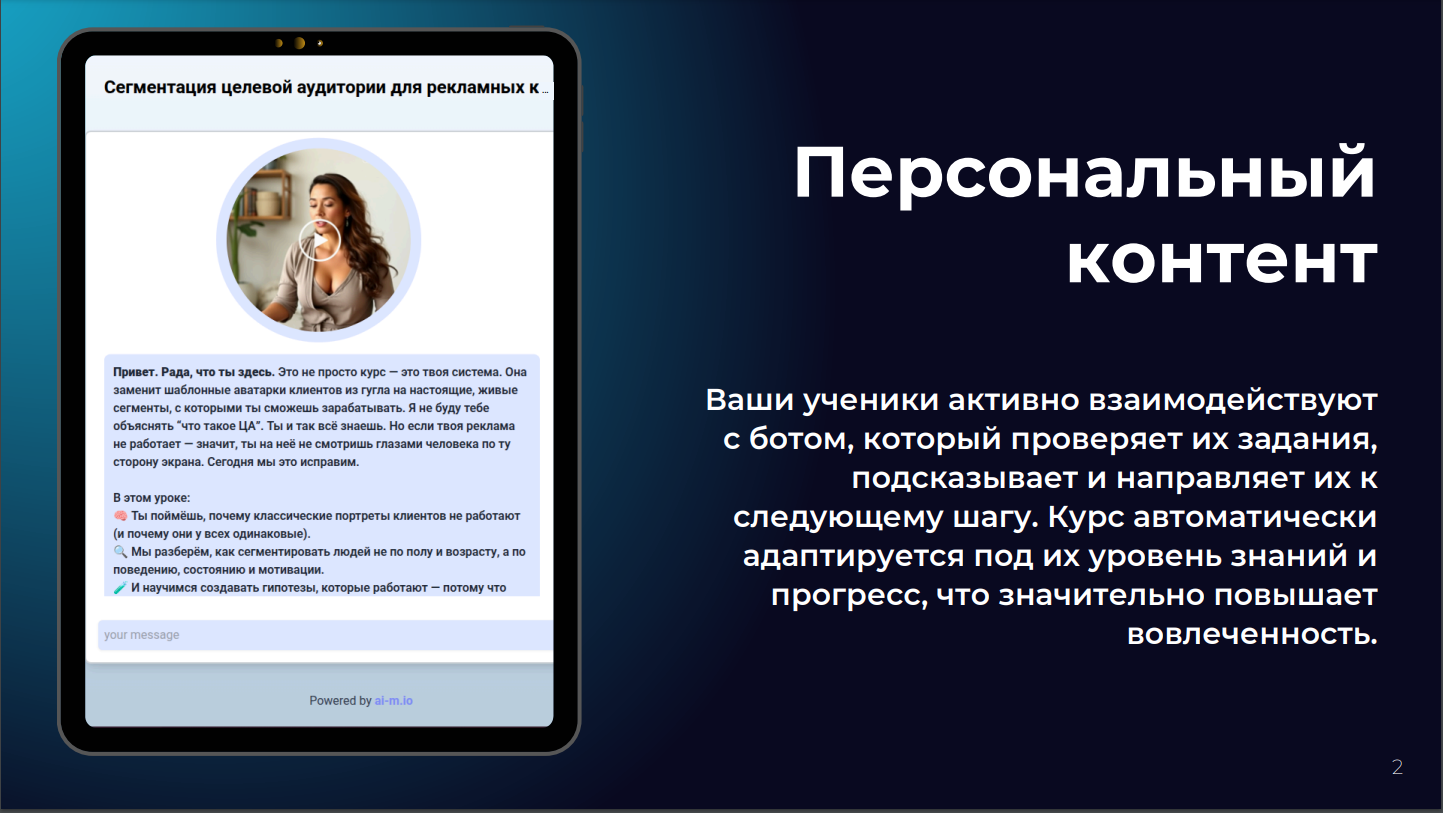 Сегментация целевой аудитории для рекламных к ...
Привет. Рада, что ты здесь. Это не просто курс — это твоя система. Она
заменит шаблонные аватарки клиентов из гугла на настоящие, живые
сегменты, с которыми ты сможешь зарабатывать. Я не буду тебе
объяснять “что такое ЦА”. Ты и так всё знаешь. Но если твоя реклама
не работает — значит, ты на неё не смотришь глазами человека по ту
сторону экрана. Сегодня мы это исправим.
В этом уроке:
🧠 Ты поймёшь, почему классические портреты клиентов не работают
(и почему они у всех одинаковые).
🔍 Мы разберём, как сегментировать людей не по полу и возрасту, а по
поведению, состоянию и мотивации.
🧪 И научимся создавать гипотезы, которые работают — потому что
your message
Powered by ai-m.io
Персональный
контент
Ваши ученики активно взаимодействуют
с ботом, который проверяет их задания,
подсказывает и направляет их к
следующему шагу. Курс автоматически
адаптируется под их уровень знаний и
прогресс, что значительно повышает
вовлеченность.
2